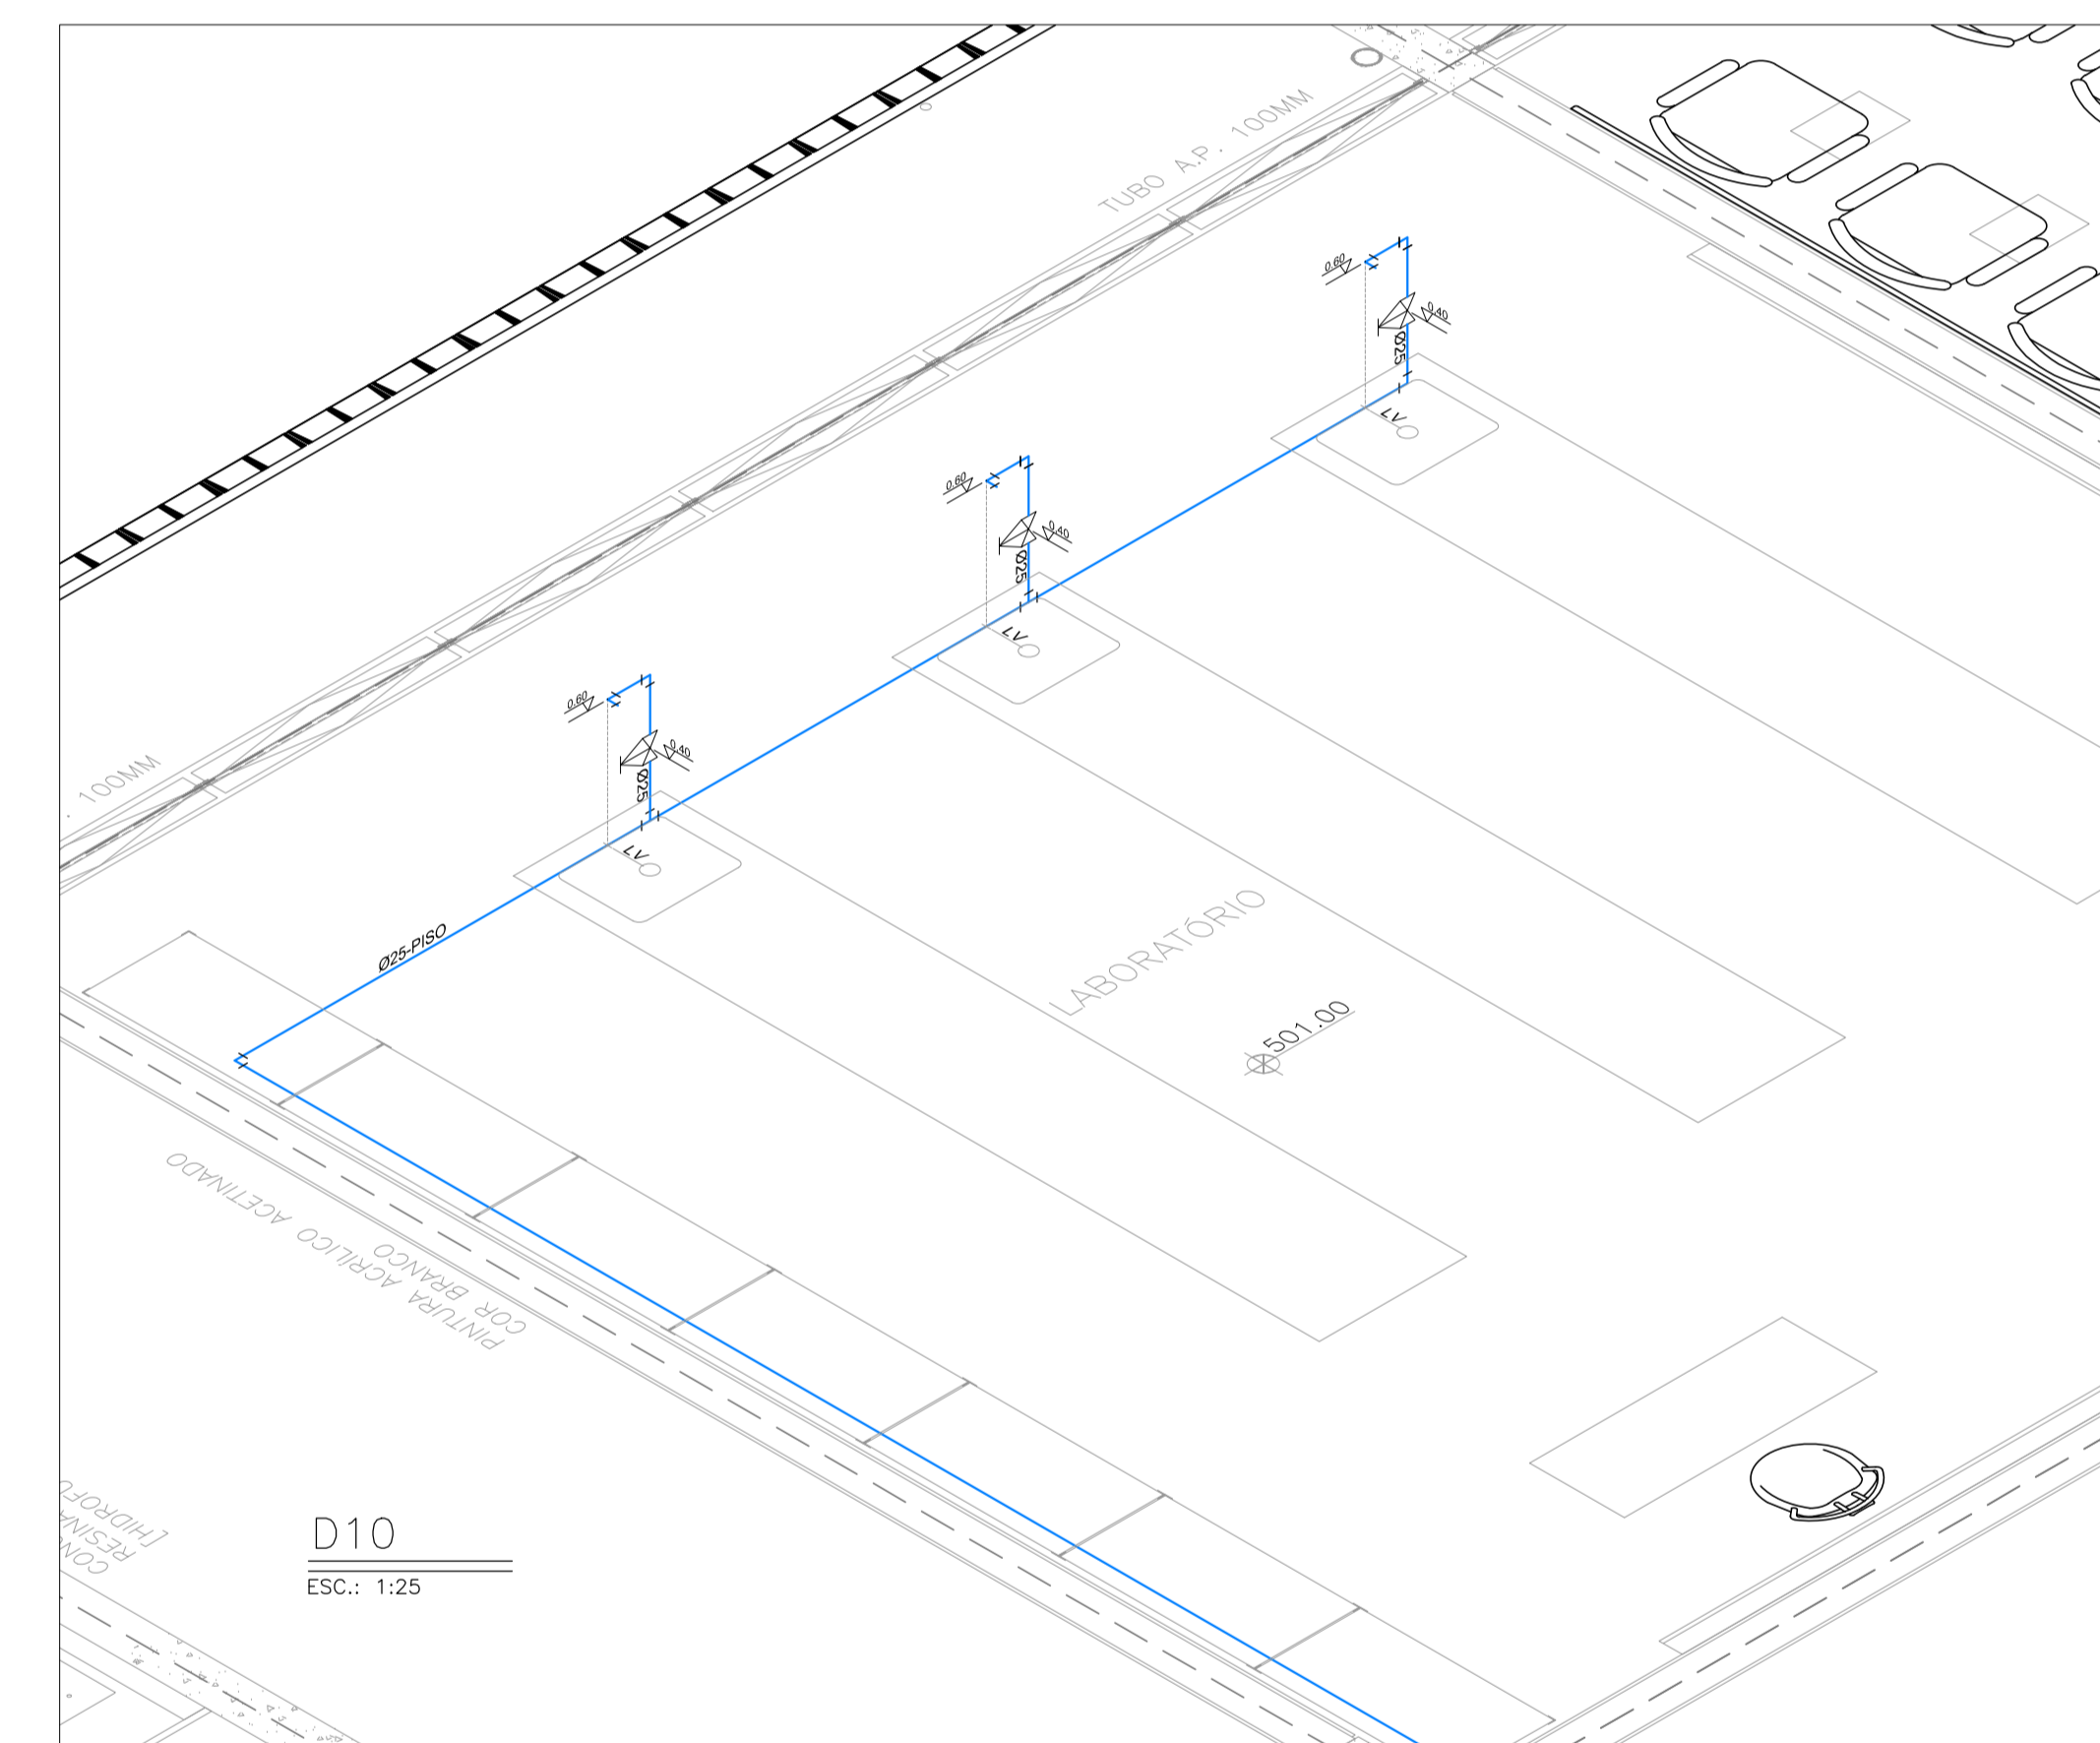 TUBO A.P. 100MM
0.60
0.40
Ø25
LV
0.60
0.40
Ø25
LV
0.60
0.40
Ø25
LV
. 100MM
Ø25-PISO
LABORATÓRIO
501.00
PINTURA ACRÍLICO ACETINADO
COR BRANCO
D10
ESC.: 1:25
RESINA